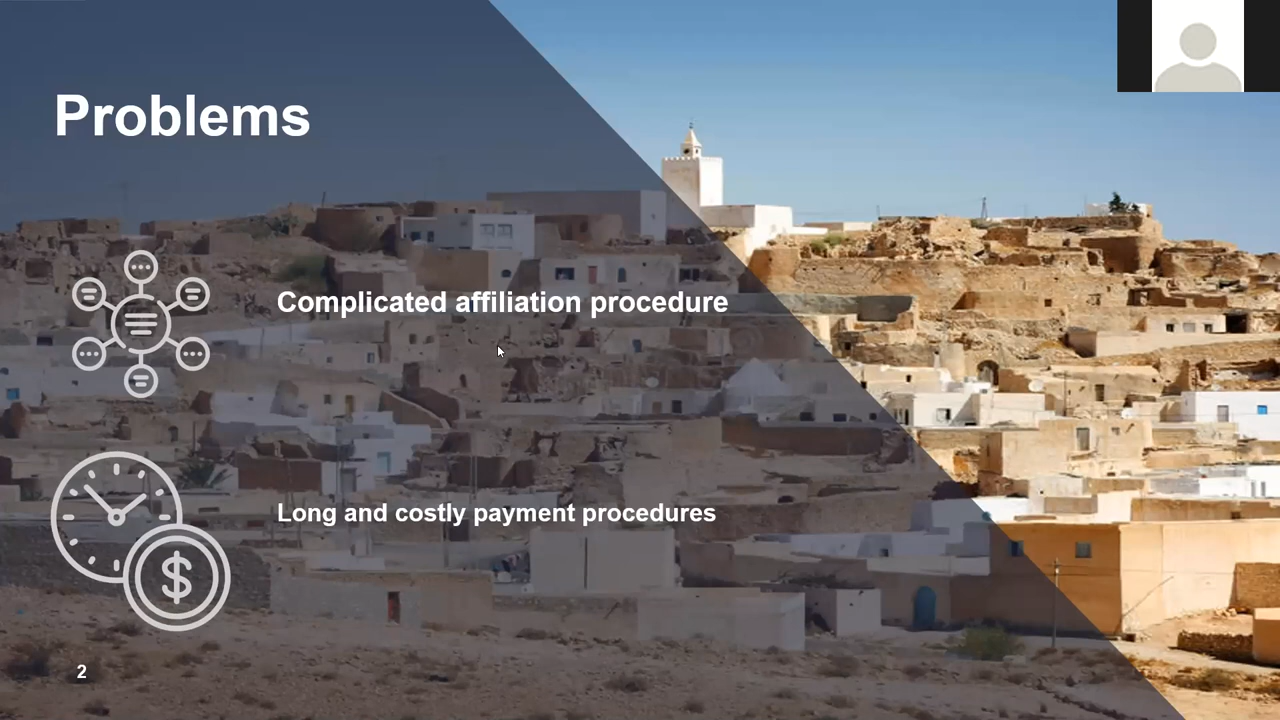 Problems
Complicated affiliation procedure
Long and costly payment procedures
2